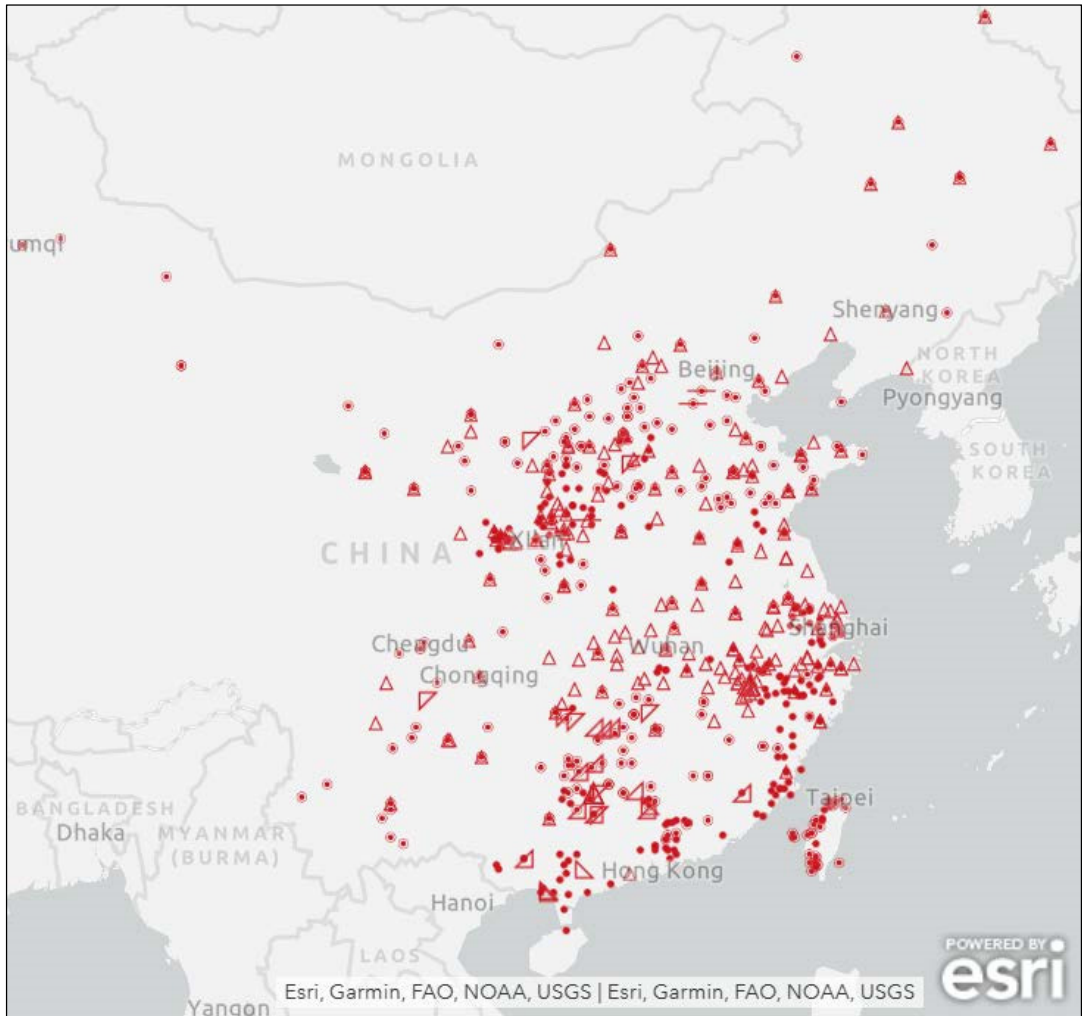 MONGOLIA
umqi
Shenyang
Beijing
NORTH
KOREA
Pyongyang
SOUTH
KOREA
Xi'an
CHINA
Shanghai
Chengdu
Wuhan
Chongqing
Taipei
BANGLADESH
Dhaka
MYANMAR
(BURMA)
Hong Kong
Hanoi
LAOS
POWERED BY
esri
Esri, Garmin, FAO, NOAA, USGS | Esri, Garmin, FAO, NOAA, USGS
Yangon